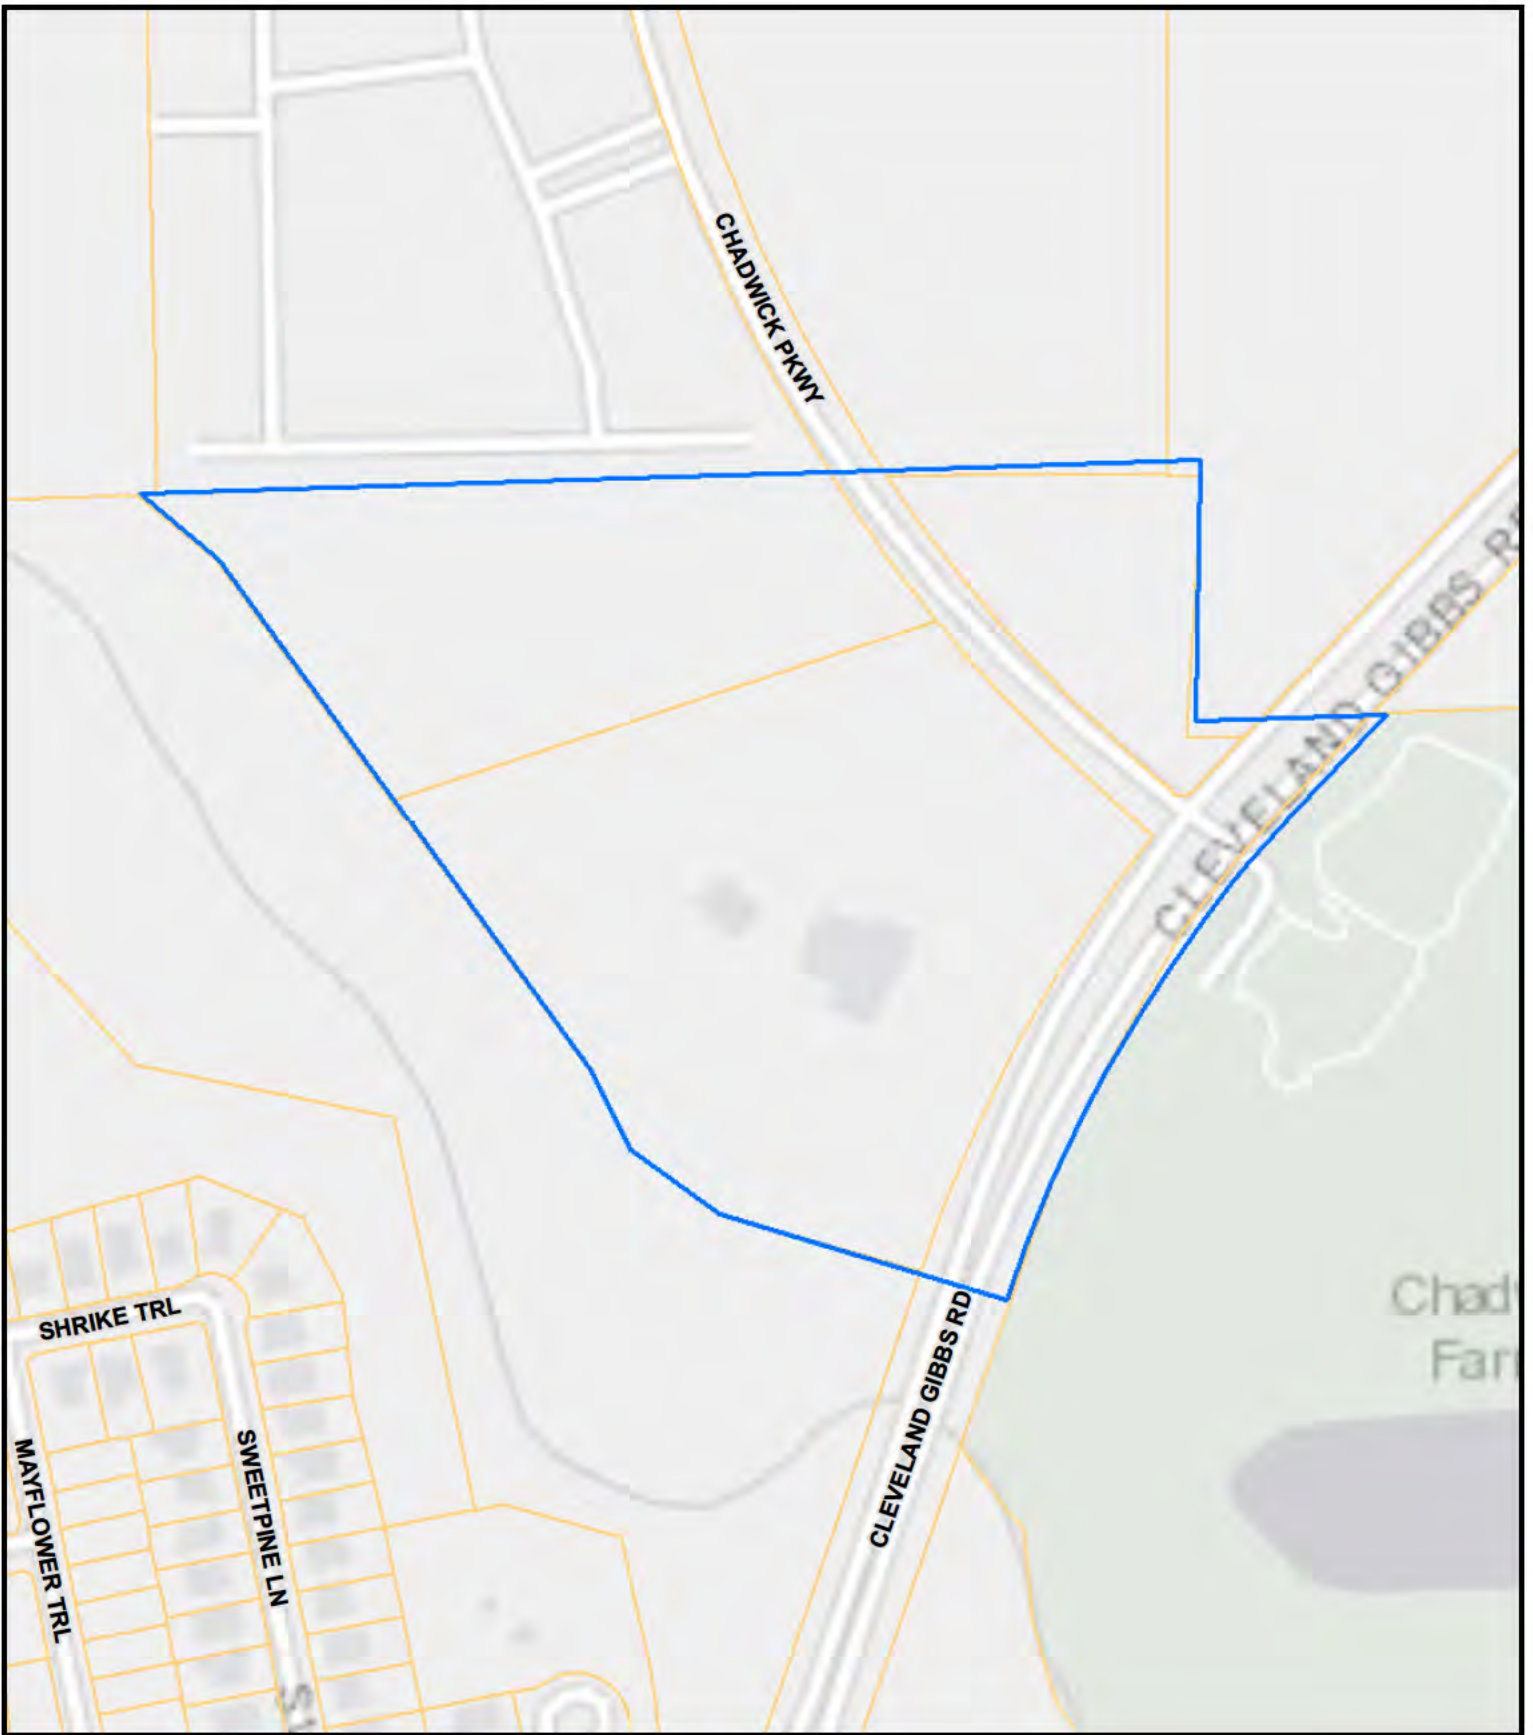 CHADWICK PKWY
CLEVELAND GIBBS
CLEVELAND GIBBS RD
SHRIKE TRL
SWEETPINE LN
MAYFLOWER TRL